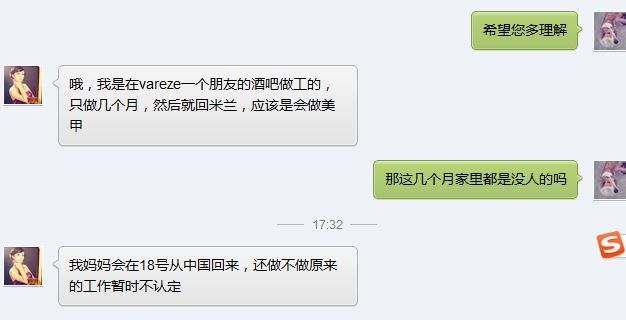 希望您多理解
哦，我是在vareze一个朋友的酒吧做工的，
只做几个月，然后就回米兰，应该是会做美
甲
那这几个月家里都是没人的吗
17:32
我妈妈会在18号从中国回来，还做不做原来
的工作暂时不认定
S